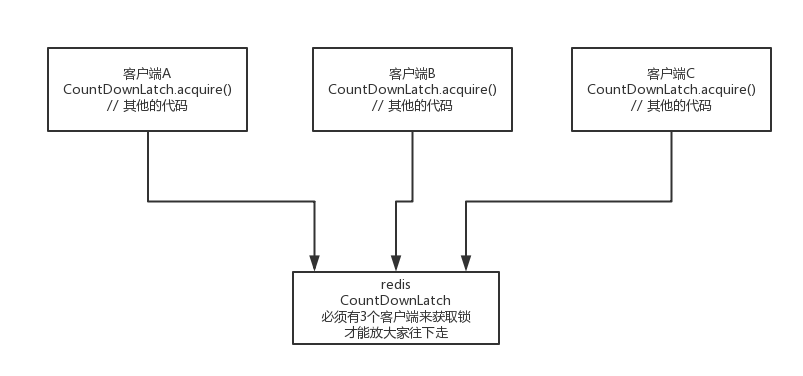 客户端A
CountDownLatch.acquire()
// 其他的代码
客户端B
CountDownLatch.acquire()
// 其他的代码
客户端C
CountDownLatch.acquire()
// 其他的代码
redis
CountDownLatch
必须有3个客户端来获取锁
才能放大家往下走